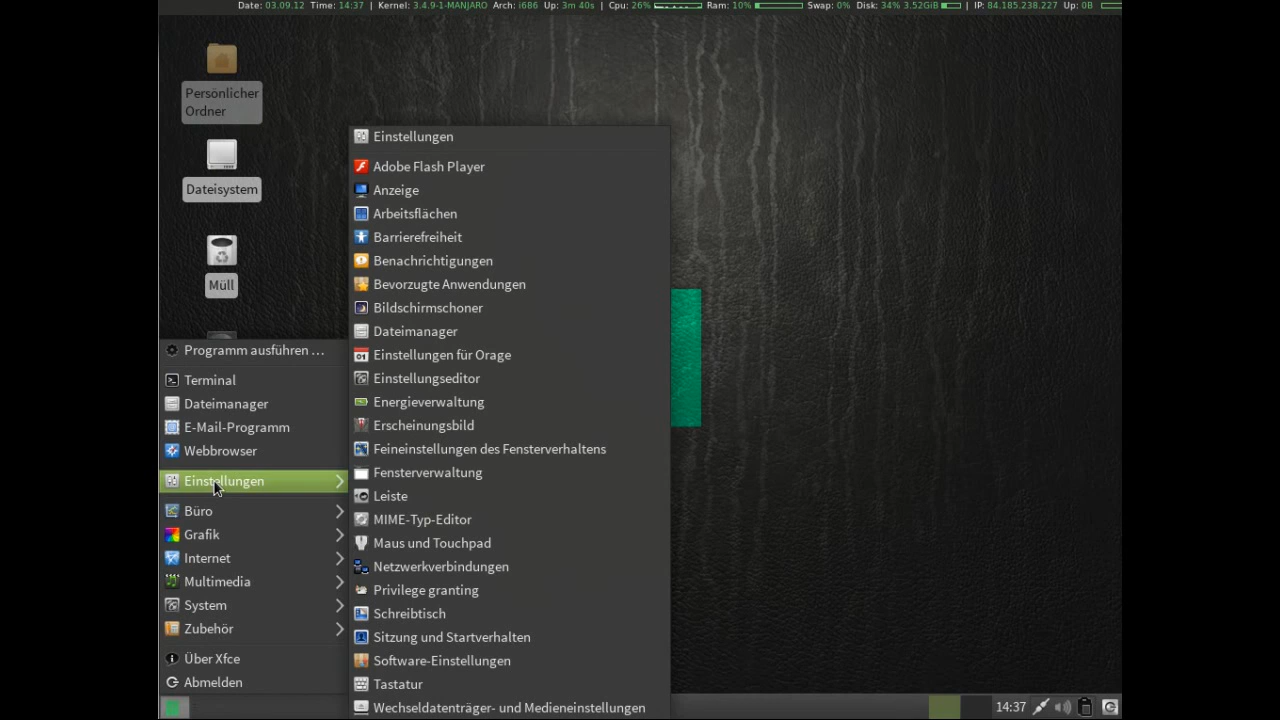 Date: 03.09.12 Time: 14:37 | Kernel: 3.4.9-1-MANJARO Arch: i686 Up: 3m 40s | Cpu: 26% Ram: 10% Swap: 0% Disk: 34% 3.52GiB | IP: 84.185.238.227 Up: 0B
Persönlicher
Ordner
Dateisystem
Müll
Programm ausführen ...
Terminal
Dateimanager
E-Mail-Programm
Webbrowser
Einstellungen
Büro
Grafik
Internet
Multimedia
System
Zubehör
Über Xfce
Abmelden
Einstellungen
Adobe Flash Player
Anzeige
Arbeitsflächen
Barrierefreiheit
Benachrichtigungen
Bevorzugte Anwendungen
Bildschirmschoner
Dateimanager
Einstellungen für Orage
Einstellungseditor
Energieverwaltung
Erscheinungsbild
Feineinstellungen des Fensterverhaltens
Fensterverwaltung
Leiste
MIME-Typ-Editor
Maus und Touchpad
Netzwerkverbindungen
Privilege granting
Schreibtisch
Sitzung und Startverhalten
Software-Einstellungen
Tastatur
Wechseldatenträger- und Medieneinstellungen
14:37